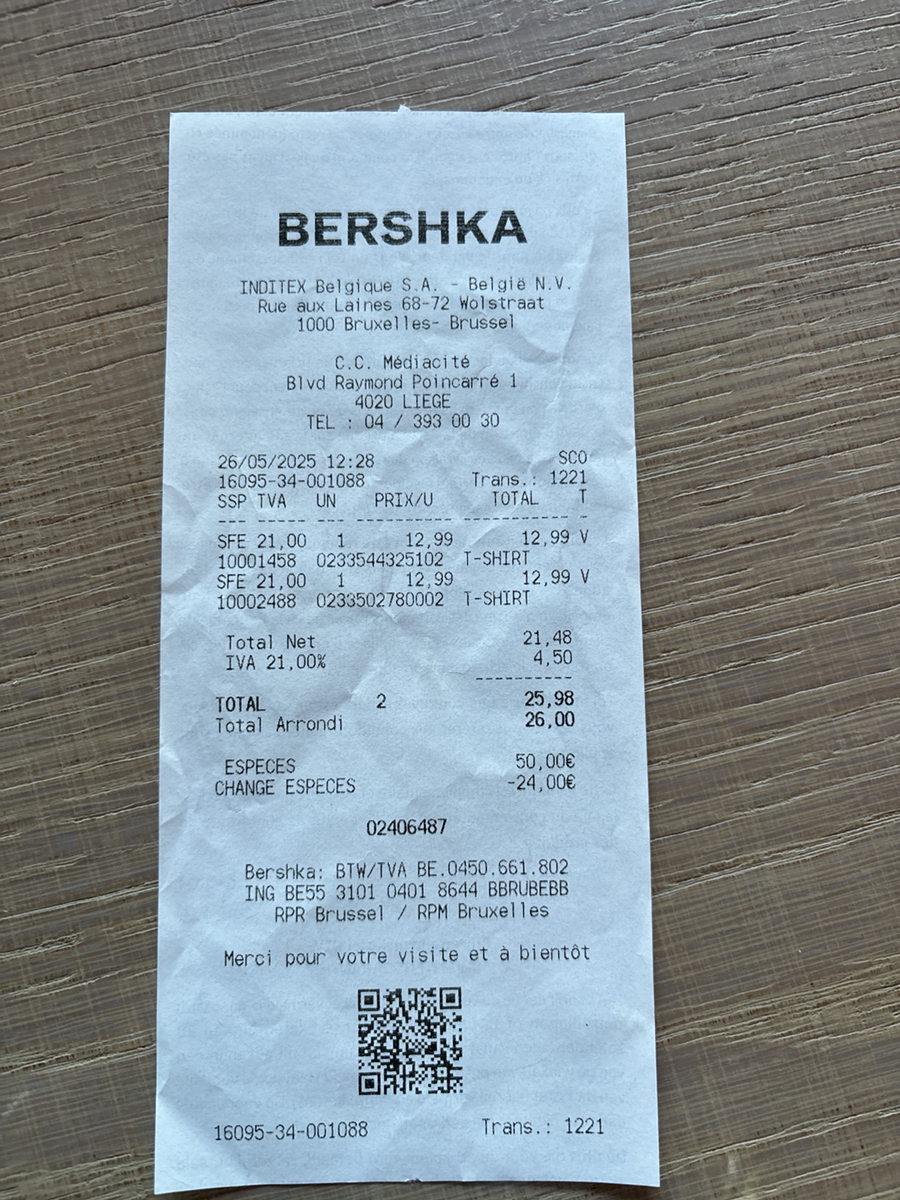 BERSHKA
INDITEX Belgique S.A. - België N.V.
Rue aux Laines 68-72 Wolstraat
1000 Bruxelles- Brussel
C.C. Médiacité
Blvd Raymond Poincarré 1
4020 LIEGE
TEL : 04 / 393 00 30
26/05/2025 12:28 SCO
16095-34-001088 Trans.: 1221
SSP TVA UN PRIX/U TOTAL T
SFE 21,00 1 12,99 12,99 V
10001458 0233544325102 T-SHIRT
SFE 21,00 1 12,99 12,99 V
10002488 0233502780002 T-SHIRT
Total Net 21,48
IVA 21,00% 4,50
TOTAL 2 25,98
Total Arrondi 26,00
ESPECES 50,00€
CHANGE ESPECES -24,00€
02406487
Bershka: BTW/TVA BE.0450.661.802
ING BE55 3101 0401 8644 BBRUBEBB
RPR Brussel / RPM Bruxelles
Merci pour votre visite et à bientôt
16095-34-001088 Trans.: 1221